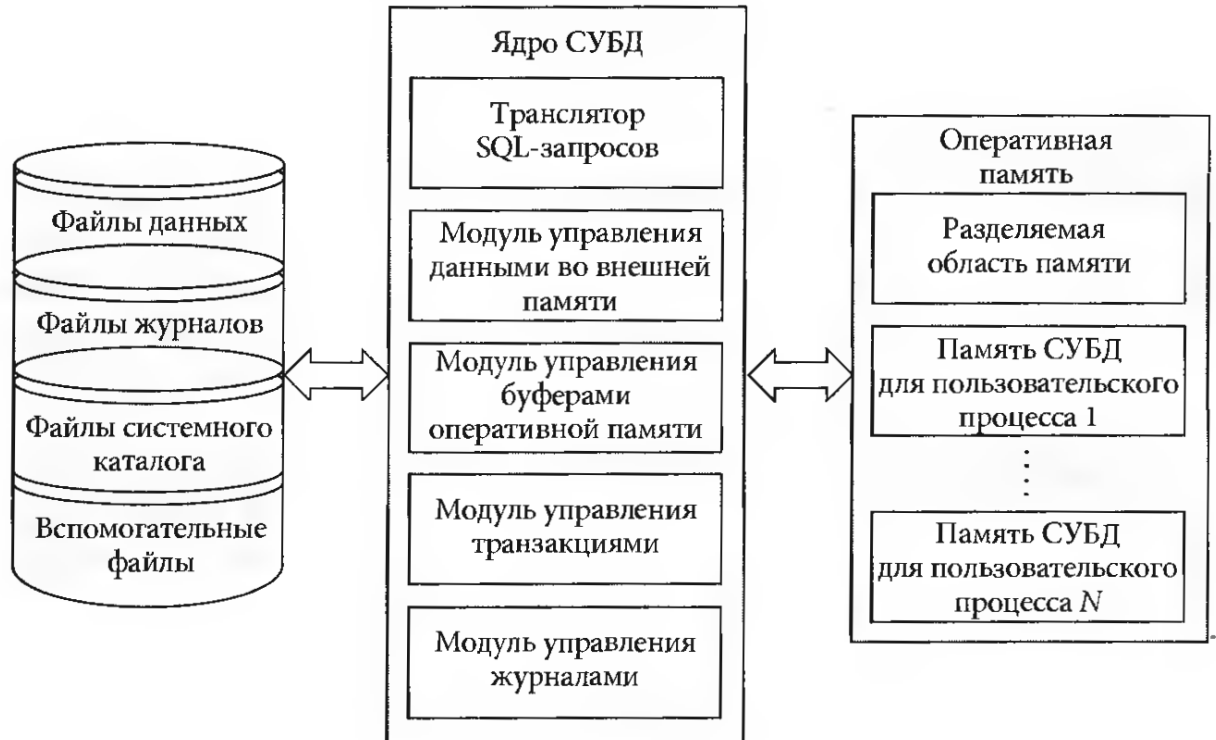 Файлы данных
Файлы журналов
Файлы системного
каталога
Вспомогательные
файлы
Ядро СУБД
Транслятор
SQL-запросов
Модуль управления
данными во внешней
памяти
Модуль управления
буферами
оперативной памяти
Модуль управления
транзакциями
Модуль управления
журналами
Оперативная
память
Разделяемая
область памяти
Память СУБД
для пользовательского
процесса 1
Память СУБД
для пользовательского
процесса N